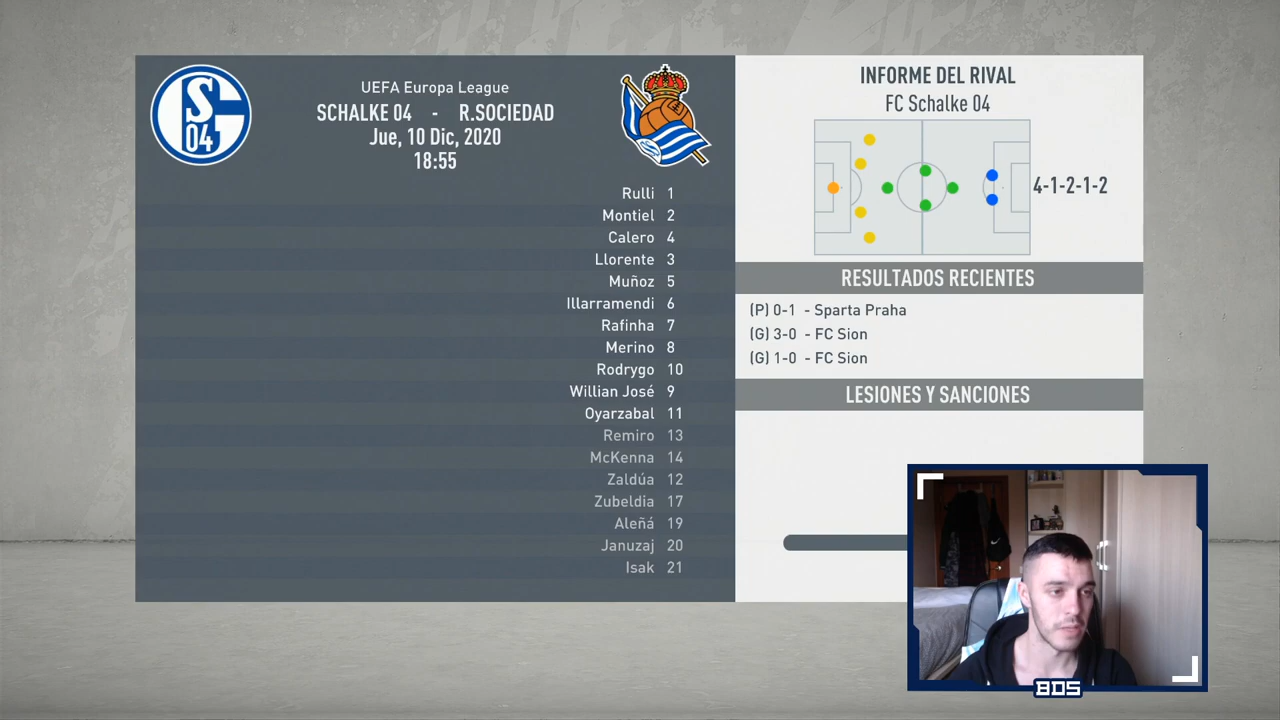 S
04
UEFA Europa League
SCHALKE 04 - R.SOCIEDAD
Jue, 10 Dic, 2020
18:55
Rulli 1
Montiel 2
Calero 4
Llorente 3
Muñoz 5
Illarramendi 6
Rafinha 7
Merino 8
Rodrygo 10
Willian José 9
Oyarzabal 11
Remiro 13
McKenna 14
Zaldúa 12
Zubeldia 17
Aleñá 19
Januzaj 20
Isak 21
INFORME DEL RIVAL
FC Schalke 04
4-1-2-1-2
RESULTADOS RECIENTES
(P) 0-1 - Sparta Praha
(G) 3-0 - FC Sion
(G) 1-0 - FC Sion
LESIONES Y SANCIONES
BDS